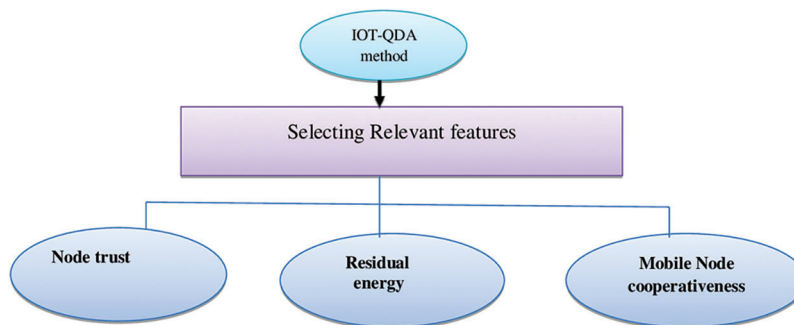 IOT-QDA
method
Selecting Relevant features
Node trust
Residual
energy
Mobile Node
cooperativeness